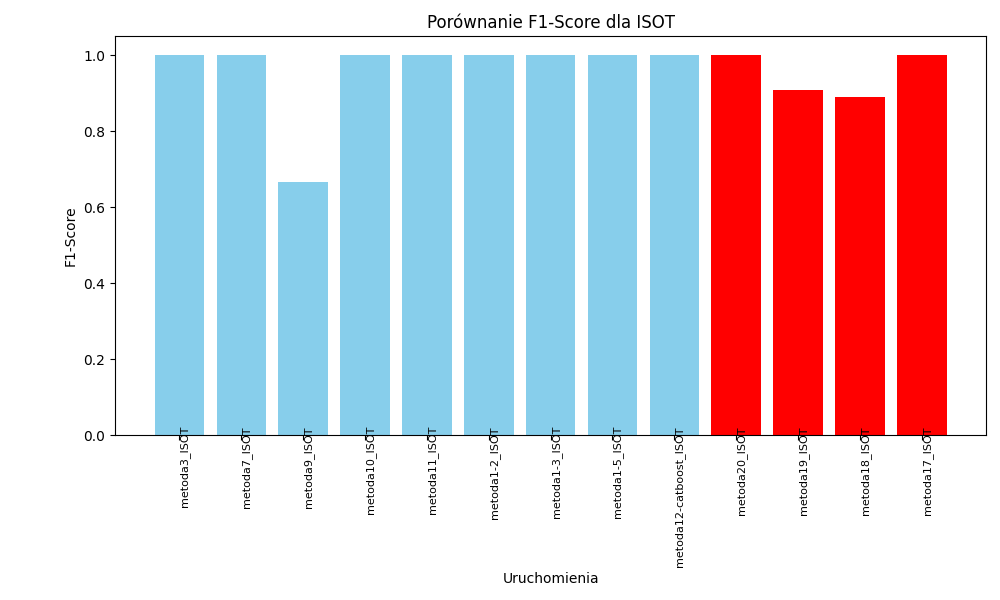 Porównanie F1-Score dla ISOT
F1-Score
1.0
0.8
0.6
0.4
0.2
0.0
metoda3_ISOT
metoda7_ISOT
metoda9_ISOT
metoda10_ISOT
metoda11_ISOT
metoda1-2_ISOT
metoda1-3_ISOT
metoda1-5_ISOT
metoda12-catboost_ISOT
metoda20_ISOT
metoda19_ISOT
metoda18_ISOT
metoda17_ISOT
Uruchomienia